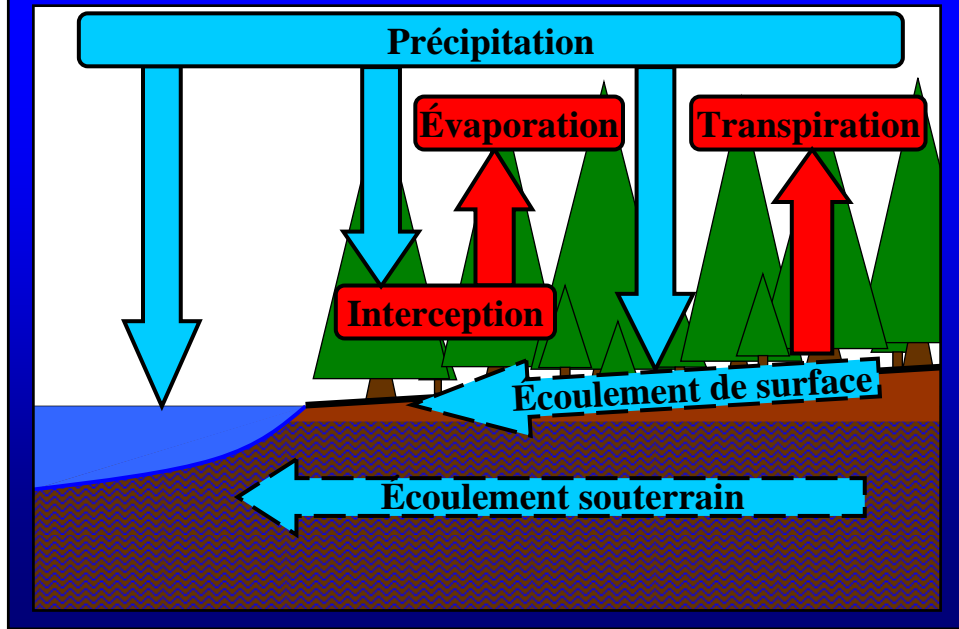 Précipitation
Évaporation
Transpiration
Interception
Écoulement de surface
Écoulement souterrain